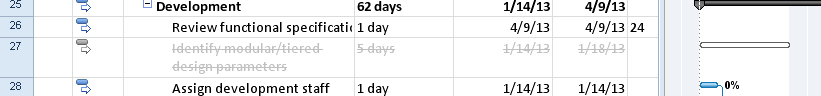 25 Development 62 days 1/14/13 4/9/13
26 Review functional specificatio 1 day 4/9/13 4/9/13 24
27 Identify modular/tiered 5 days 1/14/13 1/18/13
design parameters
28 Assign development staff 1 day 1/14/13 1/14/13 0%